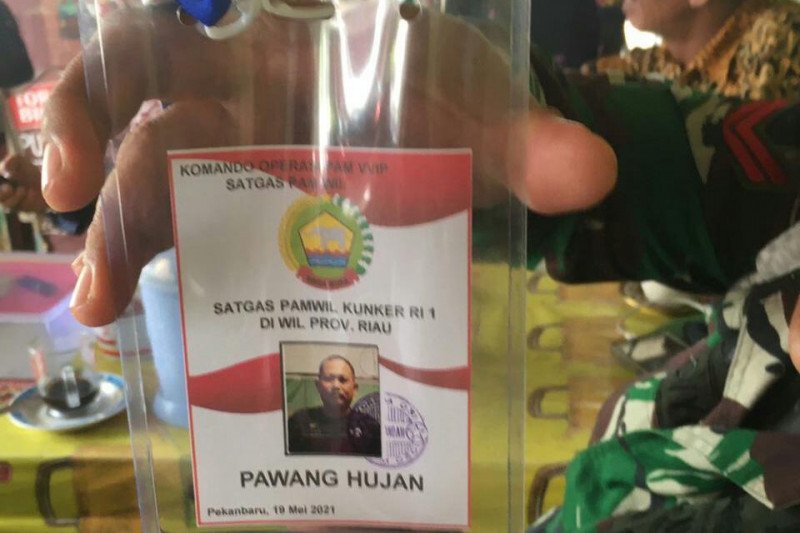 KOMANDO OPERASI PAM VVIP
SATGAS PAMWIL
SATGAS PAMWIL KUNKER RI 1
DI WIL PROV. RIAU
PAWANG HUJAN
Pekanbaru, 19 Mei 2021